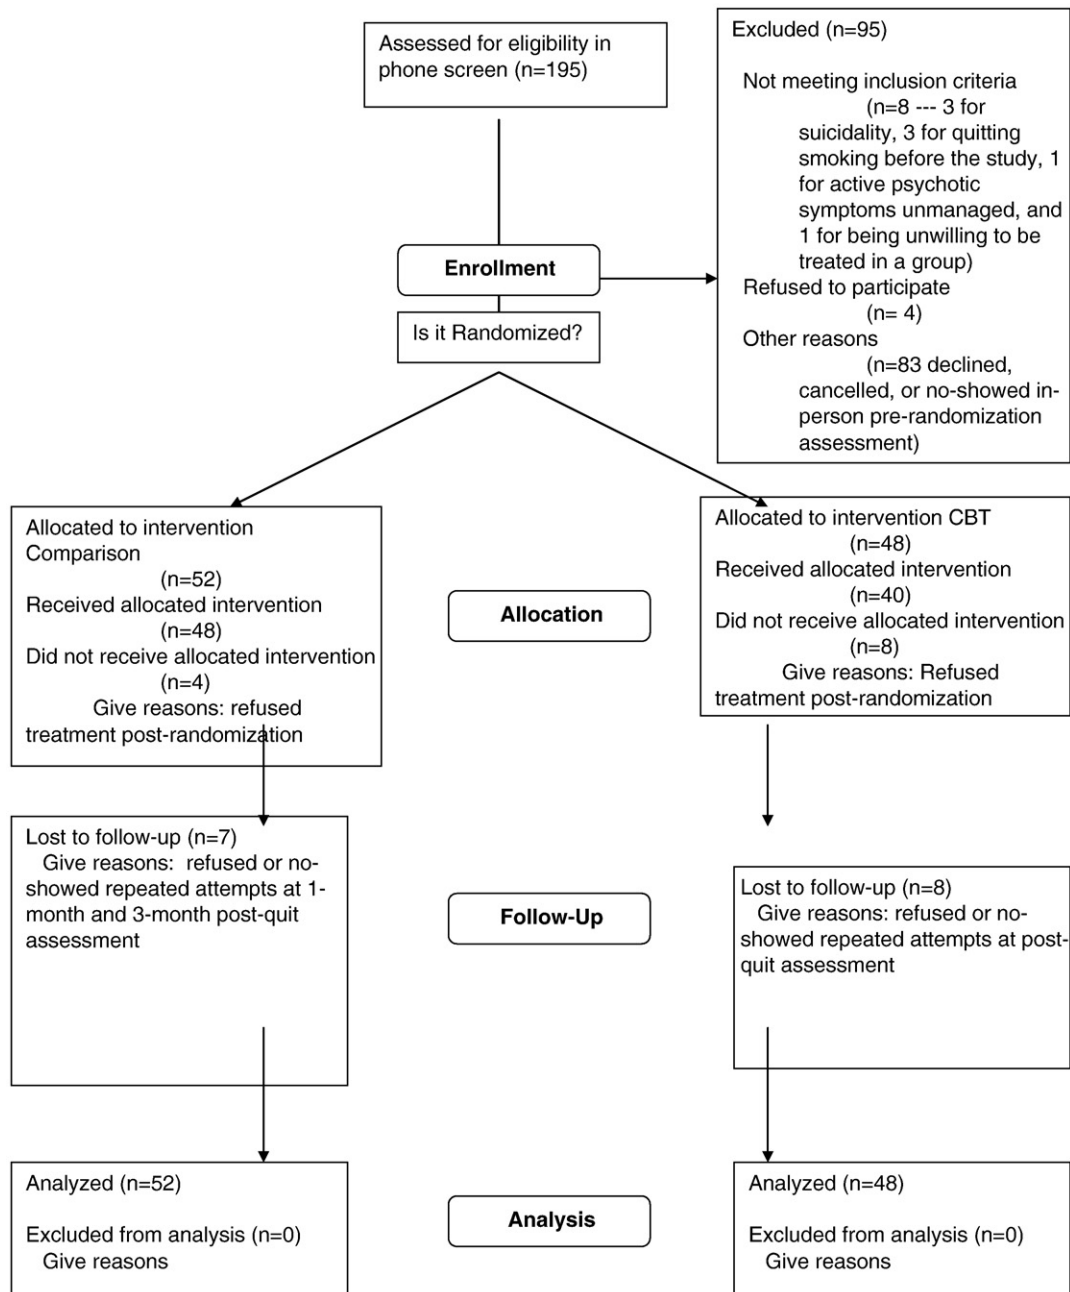 Assessed for eligibility in
phone screen (n=195)
Excluded (n=95)
Not meeting inclusion criteria
(n=8 --- 3 for
suicidality, 3 for quitting
smoking before the study, 1
for active psychotic
symptoms unmanaged, and
1 for being unwilling to be
treated in a group)
Refused to participate
(n= 4)
Other reasons
(n=83 declined,
cancelled, or no-showed in-
person pre-randomization
assessment)
Enrollment
Is it Randomized?
Allocated to intervention
Comparison
(n=52)
Received allocated intervention
(n=48)
Did not receive allocated intervention
(n=4)
Give reasons: refused
treatment post-randomization
Allocation
Allocated to intervention CBT
(n=48)
Received allocated intervention
(n=40)
Did not receive allocated intervention
(n=8)
Give reasons: Refused
treatment post-randomization
Lost to follow-up (n=7)
Give reasons:  refused or no-
showed repeated attempts at 1-
month and 3-month post-quit
assessment
Follow-Up
Lost to follow-up (n=8)
Give reasons: refused or no-
showed repeated attempts at post-
quit assessment
Analyzed (n=52)
Excluded from analysis (n=0)
Give reasons
Analysis
Analyzed (n=48)
Excluded from analysis (n=0)
Give reasons